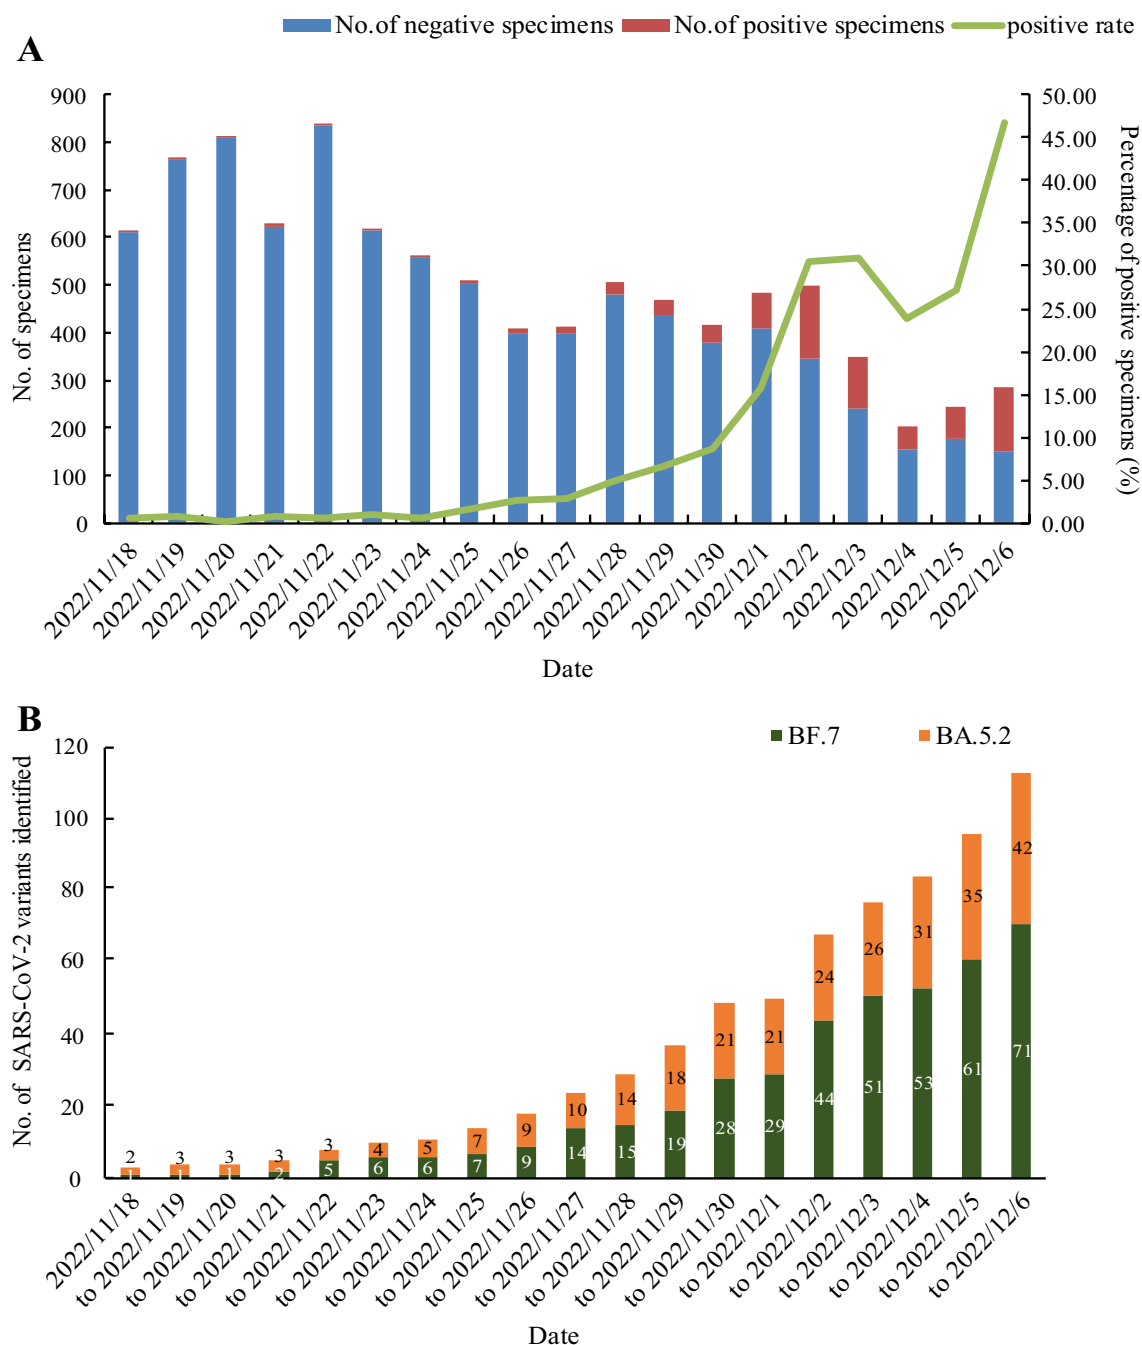 No.of negative specimens No.of positive specimens positive rate
A
900
800
700
600
500
400
300
200
100
0
No. of specimens
50.00
45.00
40.00
35.00
30.00
25.00
20.00
15.00
10.00
5.00
0.00
Percentage of positive specimens (%)
2022/11/18
2022/11/19
2022/11/20
2022/11/21
2022/11/22
2022/11/23
2022/11/24
2022/11/25
2022/11/26
2022/11/27
2022/11/28
2022/11/29
2022/11/30
2022/12/1
2022/12/2
2022/12/3
2022/12/4
2022/12/5
2022/12/6
Date
B
BF.7 BA.5.2
120
100
80
60
40
20
0
No. of SARS-CoV-2 variants identified
2 3 3 3 3 4 5 7 9 10 14 18 21 21 24 26 31 35 42
1 1 1 2 5 6 6 7 9 14 15 19 28 29 44 51 53 61 71
2022/11/18
to 2022/11/19
to 2022/11/20
to 2022/11/21
to 2022/11/22
to 2022/11/23
to 2022/11/24
to 2022/11/25
to 2022/11/26
to 2022/11/27
to 2022/11/28
to 2022/11/29
to 2022/11/30
to 2022/12/1
to 2022/12/2
to 2022/12/3
to 2022/12/4
to 2022/12/5
to 2022/12/6
Date